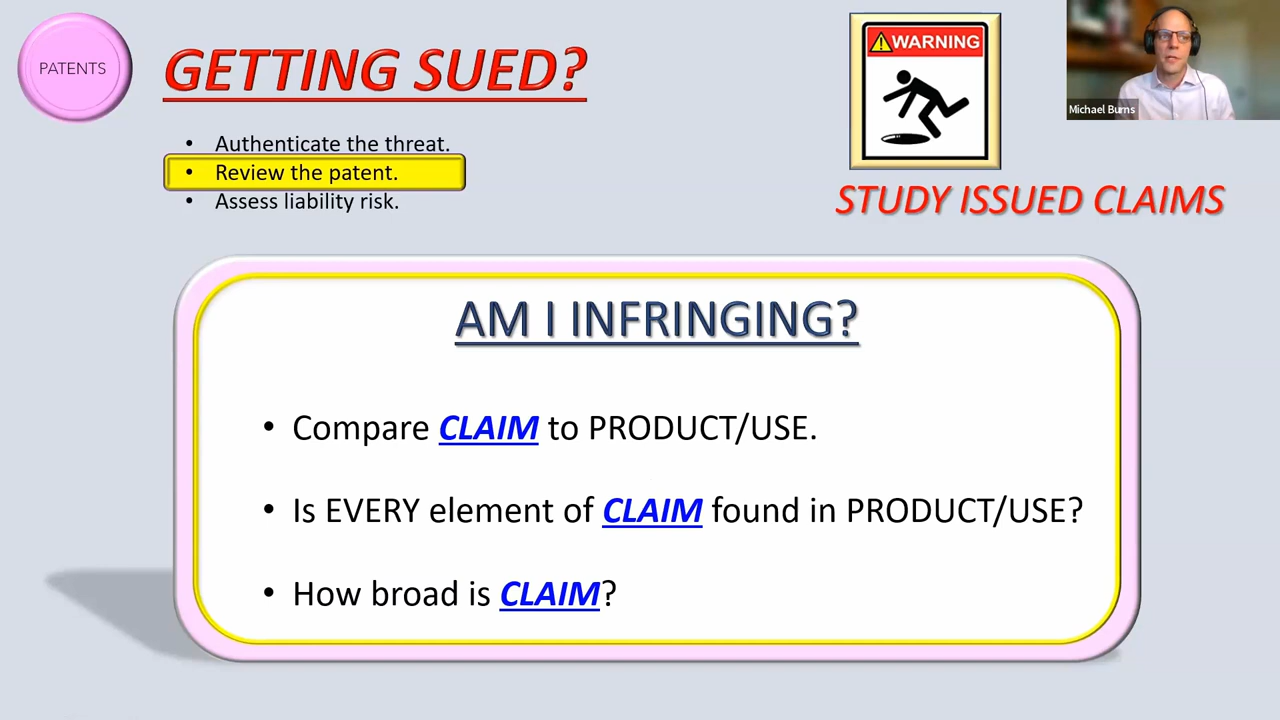 PATENTS
GETTING SUED?
• Authenticate the threat.
• Review the patent.
• Assess liability risk.
WARNING
STUDY ISSUED CLAIMS
Michael Burns
AM I INFRINGING?
• Compare CLAIM to PRODUCT/USE.
• Is EVERY element of CLAIM found in PRODUCT/USE?
• How broad is CLAIM?